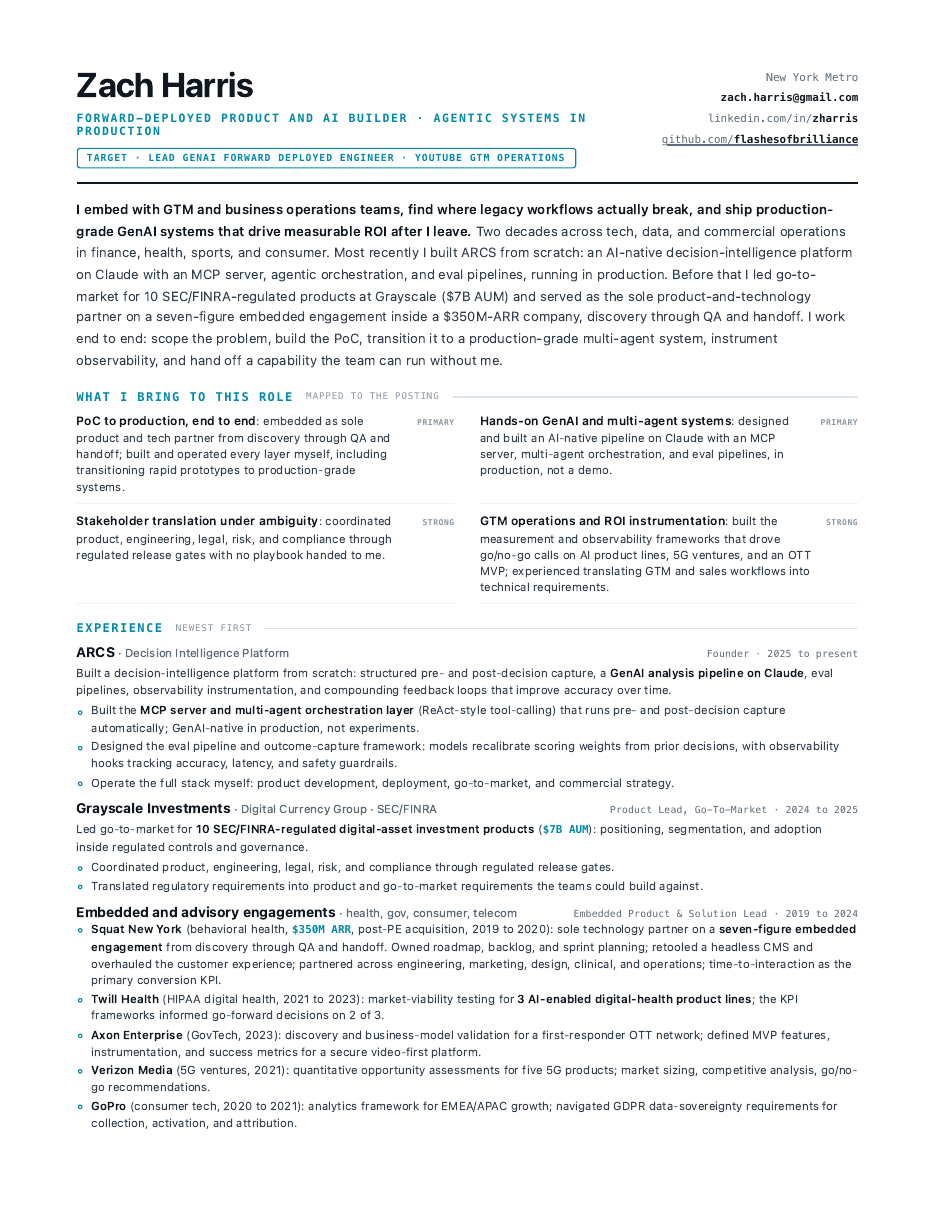 Zach Harris
New York Metro
zach.harris@gmail.com
linkedin.com/in/zharris
github.com/flashesofbrilliance
FORWARD-DEPLOYED PRODUCT AND AI BUILDER · AGENTIC SYSTEMS IN
PRODUCTION
TARGET · LEAD GENAI FORWARD DEPLOYED ENGINEER · YOUTUBE GTM OPERATIONS
I embed with GTM and business operations teams, find where legacy workflows actually break, and ship production-
grade GenAI systems that drive measurable ROI after I leave. Two decades across tech, data, and commercial operations
in finance, health, sports, and consumer. Most recently I built ARCS from scratch: an AI-native decision-intelligence platform
on Claude with an MCP server, agentic orchestration, and eval pipelines, running in production. Before that I led go-to-
market for 10 SEC/FINRA-regulated products at Grayscale ($7B AUM) and served as the sole product-and-technology
partner on a seven-figure embedded engagement inside a $350M-ARR company, discovery through QA and handoff. I work
end to end: scope the problem, build the PoC, transition it to a production-grade multi-agent system, instrument
observability, and hand off a capability the team can run without me.
WHAT I BRING TO THIS ROLE MAPPED TO THE POSTING
PoC to production, end to end: embedded as sole PRIMARY
product and tech partner from discovery through QA and
handoff; built and operated every layer myself, including
transitioning rapid prototypes to production-grade
systems.
Hands-on GenAI and multi-agent systems: designed PRIMARY
and built an AI-native pipeline on Claude with an MCP
server, multi-agent orchestration, and eval pipelines, in
production, not a demo.
Stakeholder translation under ambiguity: coordinated STRONG
product, engineering, legal, risk, and compliance through
regulated release gates with no playbook handed to me.
GTM operations and ROI instrumentation: built the STRONG
measurement and observability frameworks that drove
go/no-go calls on AI product lines, 5G ventures, and an OTT
MVP; experienced translating GTM and sales workflows into
technical requirements.
EXPERIENCE NEWEST FIRST
ARCS · Decision Intelligence Platform Founder · 2025 to present
Built a decision-intelligence platform from scratch: structured pre- and post-decision capture, a GenAI analysis pipeline on Claude, eval
pipelines, observability instrumentation, and compounding feedback loops that improve accuracy over time.
Built the MCP server and multi-agent orchestration layer (ReAct-style tool-calling) that runs pre- and post-decision capture
automatically; GenAI-native in production, not experiments.
Designed the eval pipeline and outcome-capture framework: models recalibrate scoring weights from prior decisions, with observability
hooks tracking accuracy, latency, and safety guardrails.
Operate the full stack myself: product development, deployment, go-to-market, and commercial strategy.
Grayscale Investments · Digital Currency Group · SEC/FINRA Product Lead, Go-To-Market · 2024 to 2025
Led go-to-market for 10 SEC/FINRA-regulated digital-asset investment products ($7B AUM): positioning, segmentation, and adoption
inside regulated controls and governance.
Coordinated product, engineering, legal, risk, and compliance through regulated release gates.
Translated regulatory requirements into product and go-to-market requirements the teams could build against.
Embedded and advisory engagements · health, gov, consumer, telecom Embedded Product & Solution Lead · 2019 to 2024
Squat New York (behavioral health, $350M ARR, post-PE acquisition, 2019 to 2020): sole technology partner on a seven-figure embedded
engagement from discovery through QA and handoff. Owned roadmap, backlog, and sprint planning; retooled a headless CMS and
overhauled the customer experience; partnered across engineering, marketing, design, clinical, and operations; time-to-interaction as the
primary conversion KPI.
Twill Health (HIPAA digital health, 2021 to 2023): market-viability testing for 3 AI-enabled digital-health product lines; the KPI
frameworks informed go-forward decisions on 2 of 3.
Axon Enterprise (GovTech, 2023): discovery and business-model validation for a first-responder OTT network; defined MVP features,
instrumentation, and success metrics for a secure video-first platform.
Verizon Media (5G ventures, 2021): quantitative opportunity assessments for five 5G products; market sizing, competitive analysis, go/no-
go recommendations.
GoPro (consumer tech, 2020 to 2021): analytics framework for EMEA/APAC growth; navigated GDPR data-sovereignty requirements for
collection, activation, and attribution.